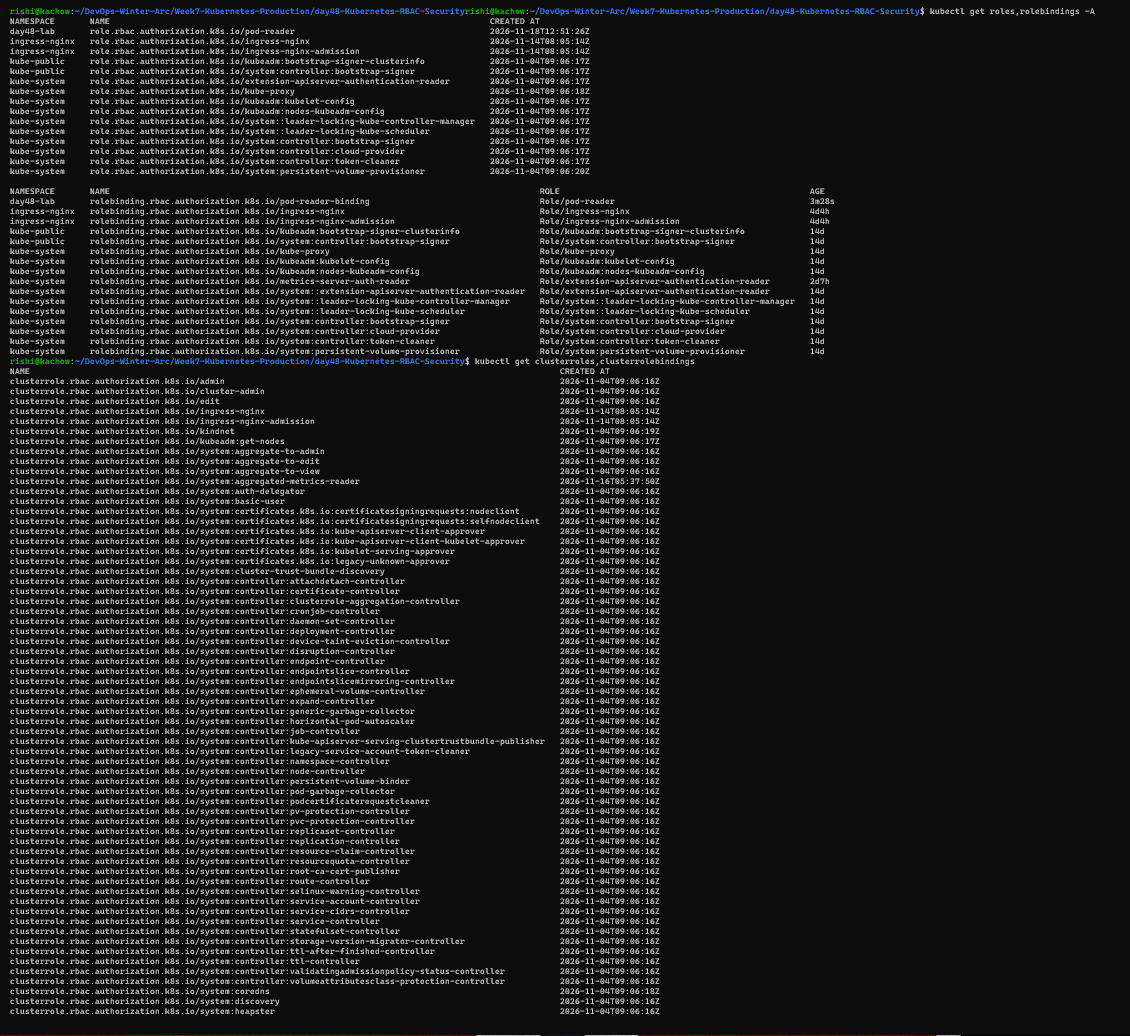 rishi@kachow:~/DevOps-Winter-Arc/Week7-Kubernetes-Production/day48-Kubernetes-RBAC-Securityrishi@kachow:~/DevOps-Winter-Arc/Week7-Kubernetes-Production/day48-Kubernetes-RBAC-Security$ kubectl get roles,rolebindings -A
NAMESPACE NAME CREATED AT
day48-lab role.rbac.authorization.k8s.io/pod-reader 2026-11-18T12:51:26Z
ingress-nginx role.rbac.authorization.k8s.io/ingress-nginx 2026-11-14T08:05:14Z
ingress-nginx role.rbac.authorization.k8s.io/ingress-nginx-admission 2026-11-14T08:05:14Z
kube-public role.rbac.authorization.k8s.io/kubeadm:bootstrap-signer-clusterinfo 2026-11-04T09:06:17Z
kube-public role.rbac.authorization.k8s.io/system:controller:bootstrap-signer 2026-11-04T09:06:17Z
kube-system role.rbac.authorization.k8s.io/extension-apiserver-authentication-reader 2026-11-04T09:06:17Z
kube-system role.rbac.authorization.k8s.io/kube-proxy 2026-11-04T09:06:18Z
kube-system role.rbac.authorization.k8s.io/kubeadm:kubelet-config 2026-11-04T09:06:17Z
kube-system role.rbac.authorization.k8s.io/kubeadm:nodes-kubeadm-config 2026-11-04T09:06:17Z
kube-system role.rbac.authorization.k8s.io/system::leader-locking-kube-controller-manager 2026-11-04T09:06:17Z
kube-system role.rbac.authorization.k8s.io/system::leader-locking-kube-scheduler 2026-11-04T09:06:17Z
kube-system role.rbac.authorization.k8s.io/system:controller:bootstrap-signer 2026-11-04T09:06:17Z
kube-system role.rbac.authorization.k8s.io/system:controller:cloud-provider 2026-11-04T09:06:17Z
kube-system role.rbac.authorization.k8s.io/system:controller:token-cleaner 2026-11-04T09:06:17Z
kube-system role.rbac.authorization.k8s.io/system:persistent-volume-provisioner 2026-11-04T09:06:20Z
NAMESPACE NAME ROLE AGE
day48-lab rolebinding.rbac.authorization.k8s.io/pod-reader-binding Role/pod-reader 3m28s
ingress-nginx rolebinding.rbac.authorization.k8s.io/ingress-nginx Role/ingress-nginx 4d4h
ingress-nginx rolebinding.rbac.authorization.k8s.io/ingress-nginx-admission Role/ingress-nginx-admission 4d4h
kube-public rolebinding.rbac.authorization.k8s.io/kubeadm:bootstrap-signer-clusterinfo Role/kubeadm:bootstrap-signer-clusterinfo 14d
kube-public rolebinding.rbac.authorization.k8s.io/system:controller:bootstrap-signer Role/system:controller:bootstrap-signer 14d
kube-system rolebinding.rbac.authorization.k8s.io/kube-proxy Role/kube-proxy 14d
kube-system rolebinding.rbac.authorization.k8s.io/kubeadm:kubelet-config Role/kubeadm:kubelet-config 14d
kube-system rolebinding.rbac.authorization.k8s.io/kubeadm:nodes-kubeadm-config Role/kubeadm:nodes-kubeadm-config 14d
kube-system rolebinding.rbac.authorization.k8s.io/metrics-server-auth-reader Role/extension-apiserver-authentication-reader 2d7h
kube-system rolebinding.rbac.authorization.k8s.io/system::extension-apiserver-authentication-reader Role/extension-apiserver-authentication-reader 14d
kube-system rolebinding.rbac.authorization.k8s.io/system::leader-locking-kube-controller-manager Role/system::leader-locking-kube-controller-manager 14d
kube-system rolebinding.rbac.authorization.k8s.io/system::leader-locking-kube-scheduler Role/system::leader-locking-kube-scheduler 14d
kube-system rolebinding.rbac.authorization.k8s.io/system:controller:bootstrap-signer Role/system:controller:bootstrap-signer 14d
kube-system rolebinding.rbac.authorization.k8s.io/system:controller:cloud-provider Role/system:controller:cloud-provider 14d
kube-system rolebinding.rbac.authorization.k8s.io/system:controller:token-cleaner Role/system:controller:token-cleaner 14d
kube-system rolebinding.rbac.authorization.k8s.io/system:persistent-volume-provisioner Role/system:persistent-volume-provisioner 14d
rishi@kachow:~/DevOps-Winter-Arc/Week7-Kubernetes-Production/day48-Kubernetes-RBAC-Security$ kubectl get clusterroles,clusterrolebindings
NAME CREATED AT
clusterrole.rbac.authorization.k8s.io/admin 2026-11-04T09:06:16Z
clusterrole.rbac.authorization.k8s.io/cluster-admin 2026-11-04T09:06:16Z
clusterrole.rbac.authorization.k8s.io/edit 2026-11-04T09:06:16Z
clusterrole.rbac.authorization.k8s.io/ingress-nginx 2026-11-14T08:05:14Z
clusterrole.rbac.authorization.k8s.io/ingress-nginx-admission 2026-11-14T08:05:14Z
clusterrole.rbac.authorization.k8s.io/kindnet 2026-11-04T09:06:19Z
clusterrole.rbac.authorization.k8s.io/kubeadm:get-nodes 2026-11-04T09:06:17Z
clusterrole.rbac.authorization.k8s.io/system:aggregate-to-admin 2026-11-04T09:06:16Z
clusterrole.rbac.authorization.k8s.io/system:aggregate-to-edit 2026-11-04T09:06:16Z
clusterrole.rbac.authorization.k8s.io/system:aggregate-to-view 2026-11-04T09:06:16Z
clusterrole.rbac.authorization.k8s.io/system:aggregated-metrics-reader 2026-11-16T05:37:50Z
clusterrole.rbac.authorization.k8s.io/system:auth-delegator 2026-11-04T09:06:16Z
clusterrole.rbac.authorization.k8s.io/system:basic-user 2026-11-04T09:06:16Z
clusterrole.rbac.authorization.k8s.io/system:certificates.k8s.io:certificatesigningrequests:nodeclient 2026-11-04T09:06:16Z
clusterrole.rbac.authorization.k8s.io/system:certificates.k8s.io:certificatesigningrequests:selfnodeclient 2026-11-04T09:06:16Z
clusterrole.rbac.authorization.k8s.io/system:certificates.k8s.io:kube-apiserver-client-approver 2026-11-04T09:06:16Z
clusterrole.rbac.authorization.k8s.io/system:certificates.k8s.io:kube-apiserver-client-kubelet-approver 2026-11-04T09:06:16Z
clusterrole.rbac.authorization.k8s.io/system:certificates.k8s.io:kubelet-serving-approver 2026-11-04T09:06:16Z
clusterrole.rbac.authorization.k8s.io/system:certificates.k8s.io:legacy-unknown-approver 2026-11-04T09:06:16Z
clusterrole.rbac.authorization.k8s.io/system:cluster-trust-bundle-discovery 2026-11-04T09:06:16Z
clusterrole.rbac.authorization.k8s.io/system:controller:attachdetach-controller 2026-11-04T09:06:16Z
clusterrole.rbac.authorization.k8s.io/system:controller:certificate-controller 2026-11-04T09:06:16Z
clusterrole.rbac.authorization.k8s.io/system:controller:clusterrole-aggregation-controller 2026-11-04T09:06:16Z
clusterrole.rbac.authorization.k8s.io/system:controller:cronjob-controller 2026-11-04T09:06:16Z
clusterrole.rbac.authorization.k8s.io/system:controller:daemon-set-controller 2026-11-04T09:06:16Z
clusterrole.rbac.authorization.k8s.io/system:controller:deployment-controller 2026-11-04T09:06:16Z
clusterrole.rbac.authorization.k8s.io/system:controller:device-taint-eviction-controller 2026-11-04T09:06:16Z
clusterrole.rbac.authorization.k8s.io/system:controller:disruption-controller 2026-11-04T09:06:16Z
clusterrole.rbac.authorization.k8s.io/system:controller:endpoint-controller 2026-11-04T09:06:16Z
clusterrole.rbac.authorization.k8s.io/system:controller:endpointslice-controller 2026-11-04T09:06:16Z
clusterrole.rbac.authorization.k8s.io/system:controller:endpointslicemirroring-controller 2026-11-04T09:06:16Z
clusterrole.rbac.authorization.k8s.io/system:controller:ephemeral-volume-controller 2026-11-04T09:06:16Z
clusterrole.rbac.authorization.k8s.io/system:controller:expand-controller 2026-11-04T09:06:16Z
clusterrole.rbac.authorization.k8s.io/system:controller:generic-garbage-collector 2026-11-04T09:06:16Z
clusterrole.rbac.authorization.k8s.io/system:controller:horizontal-pod-autoscaler 2026-11-04T09:06:16Z
clusterrole.rbac.authorization.k8s.io/system:controller:job-controller 2026-11-04T09:06:16Z
clusterrole.rbac.authorization.k8s.io/system:controller:kube-apiserver-serving-clustertrustbundle-publisher 2026-11-04T09:06:16Z
clusterrole.rbac.authorization.k8s.io/system:controller:legacy-service-account-token-cleaner 2026-11-04T09:06:16Z
clusterrole.rbac.authorization.k8s.io/system:controller:namespace-controller 2026-11-04T09:06:16Z
clusterrole.rbac.authorization.k8s.io/system:controller:node-controller 2026-11-04T09:06:16Z
clusterrole.rbac.authorization.k8s.io/system:controller:persistent-volume-binder 2026-11-04T09:06:16Z
clusterrole.rbac.authorization.k8s.io/system:controller:pod-garbage-collector 2026-11-04T09:06:16Z
clusterrole.rbac.authorization.k8s.io/system:controller:podcertificaterequestcleaner 2026-11-04T09:06:16Z
clusterrole.rbac.authorization.k8s.io/system:controller:pv-protection-controller 2026-11-04T09:06:16Z
clusterrole.rbac.authorization.k8s.io/system:controller:pvc-protection-controller 2026-11-04T09:06:16Z
clusterrole.rbac.authorization.k8s.io/system:controller:replicaset-controller 2026-11-04T09:06:16Z
clusterrole.rbac.authorization.k8s.io/system:controller:replication-controller 2026-11-04T09:06:16Z
clusterrole.rbac.authorization.k8s.io/system:controller:resource-claim-controller 2026-11-04T09:06:16Z
clusterrole.rbac.authorization.k8s.io/system:controller:resourcequota-controller 2026-11-04T09:06:16Z
clusterrole.rbac.authorization.k8s.io/system:controller:root-ca-cert-publisher 2026-11-04T09:06:16Z
clusterrole.rbac.authorization.k8s.io/system:controller:route-controller 2026-11-04T09:06:16Z
clusterrole.rbac.authorization.k8s.io/system:controller:selinux-warning-controller 2026-11-04T09:06:16Z
clusterrole.rbac.authorization.k8s.io/system:controller:service-account-controller 2026-11-04T09:06:16Z
clusterrole.rbac.authorization.k8s.io/system:controller:service-cidrs-controller 2026-11-04T09:06:16Z
clusterrole.rbac.authorization.k8s.io/system:controller:service-controller 2026-11-04T09:06:16Z
clusterrole.rbac.authorization.k8s.io/system:controller:statefulset-controller 2026-11-04T09:06:16Z
clusterrole.rbac.authorization.k8s.io/system:controller:storage-version-migrator-controller 2026-11-04T09:06:16Z
clusterrole.rbac.authorization.k8s.io/system:controller:ttl-after-finished-controller 2026-11-04T09:06:16Z
clusterrole.rbac.authorization.k8s.io/system:controller:ttl-controller 2026-11-04T09:06:16Z
clusterrole.rbac.authorization.k8s.io/system:controller:validatingadmissionpolicy-status-controller 2026-11-04T09:06:16Z
clusterrole.rbac.authorization.k8s.io/system:controller:volumeattributesclass-protection-controller 2026-11-04T09:06:16Z
clusterrole.rbac.authorization.k8s.io/system:coredns 2026-11-04T09:06:18Z
clusterrole.rbac.authorization.k8s.io/system:discovery 2026-11-04T09:06:16Z
clusterrole.rbac.authorization.k8s.io/system:heapster 2026-11-04T09:06:16Z